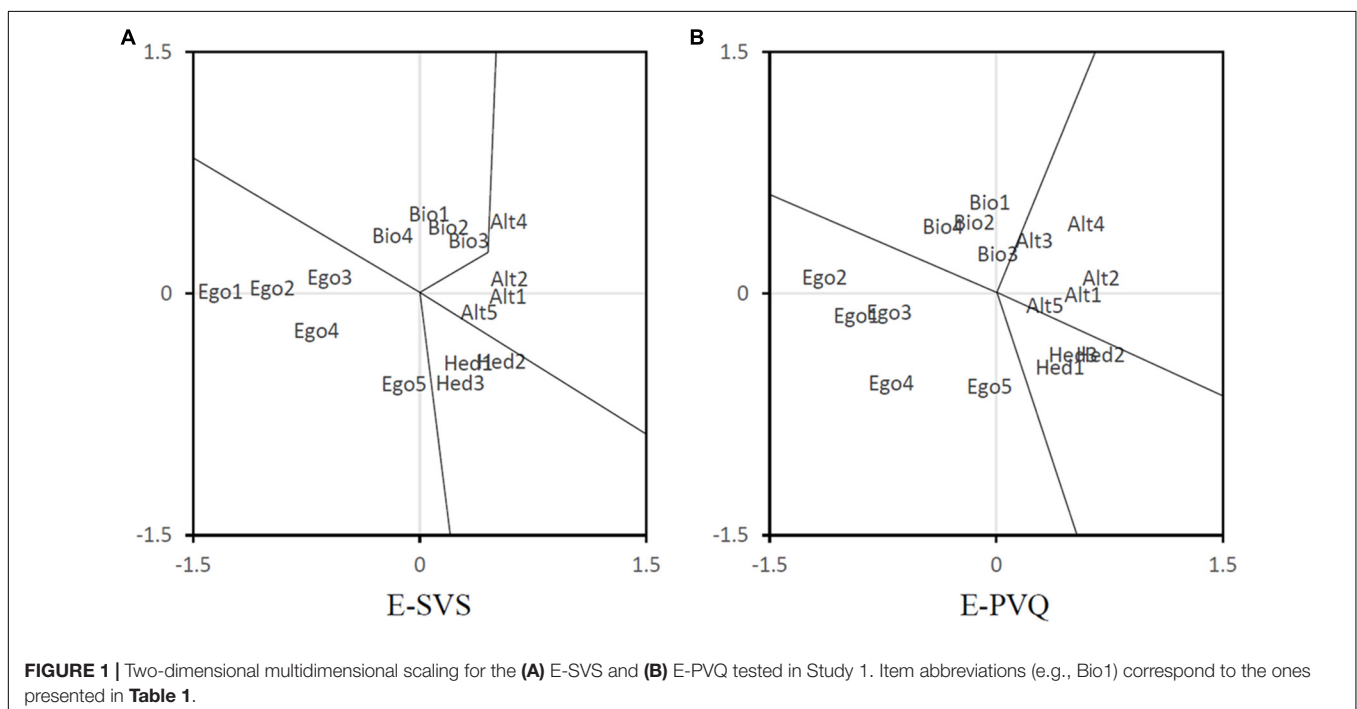 A
B
1.5
1.5
Bio1
Bio2
Bio4
Bio3
Alt4
Bio1
Bio4
Bio2
Alt4
Alt3
Bio3
0
Ego1
Ego2
Ego3
Alt2
Alt1
Alt5
0
Ego2
Alt2
Alt1
Alt5
Ego1
Ego3
Ego4
Hed1
Hed2
Hed3
Ego5
Hed3
Hed2
Hed1
Ego4
Ego5
-1.5
-1.5
-1.5 0 1.5
-1.5 0 1.5
E-SVS
E-PVQ
FIGURE 1 | Two-dimensional multidimensional scaling for the (A) E-SVS and (B) E-PVQ tested in Study 1. Item abbreviations (e.g., Bio1) correspond to the ones
presented in Table 1.